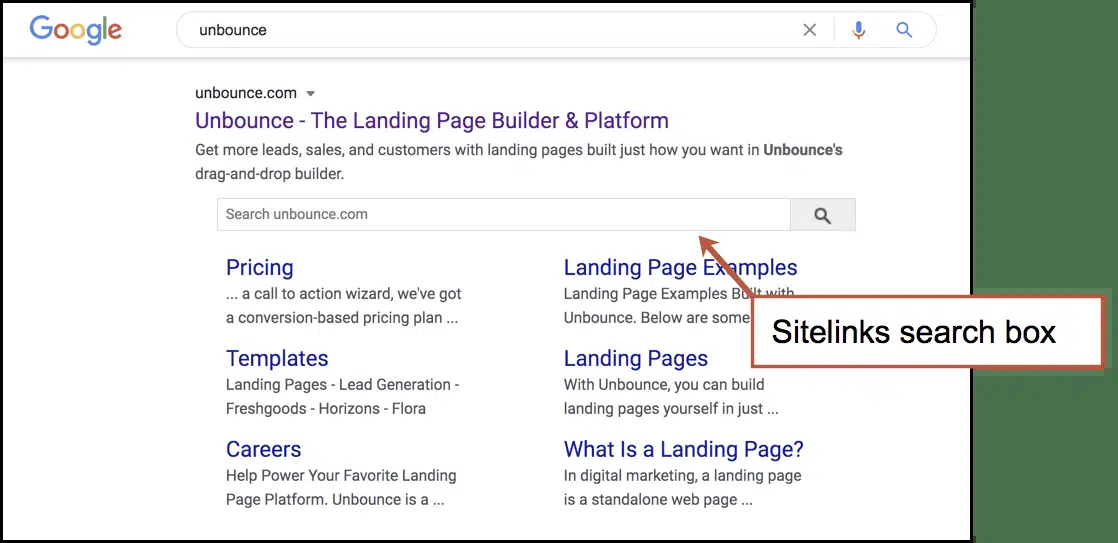 Google
unbounce
unbounce.com
Unbounce - The Landing Page Builder & Platform
Get more leads, sales, and customers with landing pages built just how you want in Unbounce's
drag-and-drop builder.
Search unbounce.com
Pricing
... a call to action wizard, we've got
a conversion-based pricing plan ...
Landing Page Examples
Landing Page Examples Built with
Unbounce. Below are some
Sitelinks search box
Templates
Landing Pages - Lead Generation -
Freshgoods - Horizons - Flora
Landing Pages
With Unbounce, you can build
landing pages yourself in just ...
Careers
Help Power Your Favorite Landing
Page Platform. Unbounce is a ...
What Is a Landing Page?
In digital marketing, a landing page
is a standalone web page ...